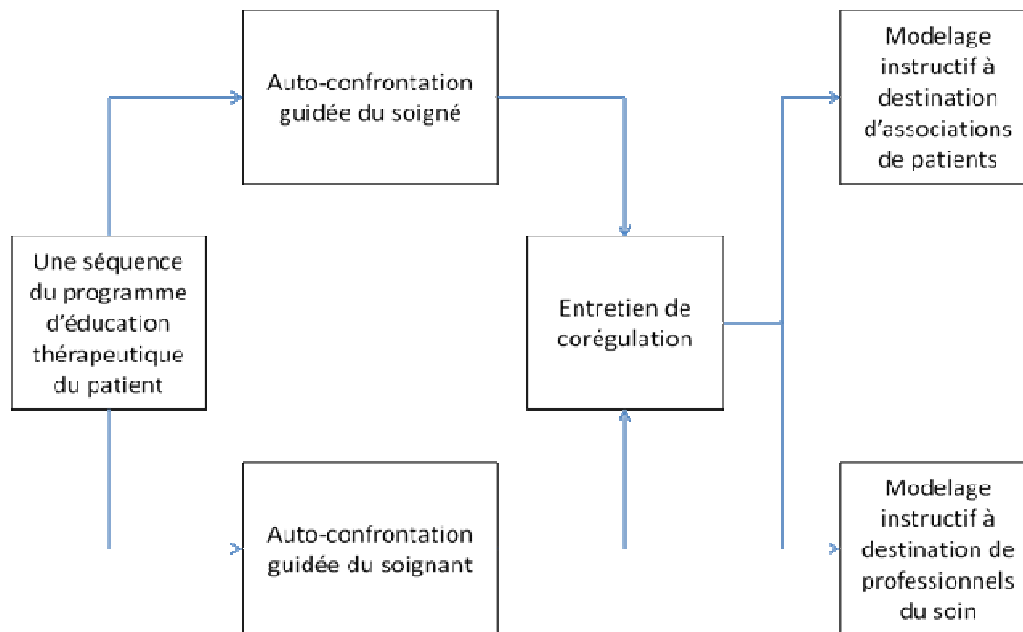 Une séquence
du programme
d'éducation
thérapeutique
du patient
Auto-confrontation
guidée du soigné
Auto-confrontation
guidée du soignant
Entretien de
corégulation
Modelage
instructif à
destination
d'associations
de patients
Modelage
instructif à
destination de
professionnels
du soin